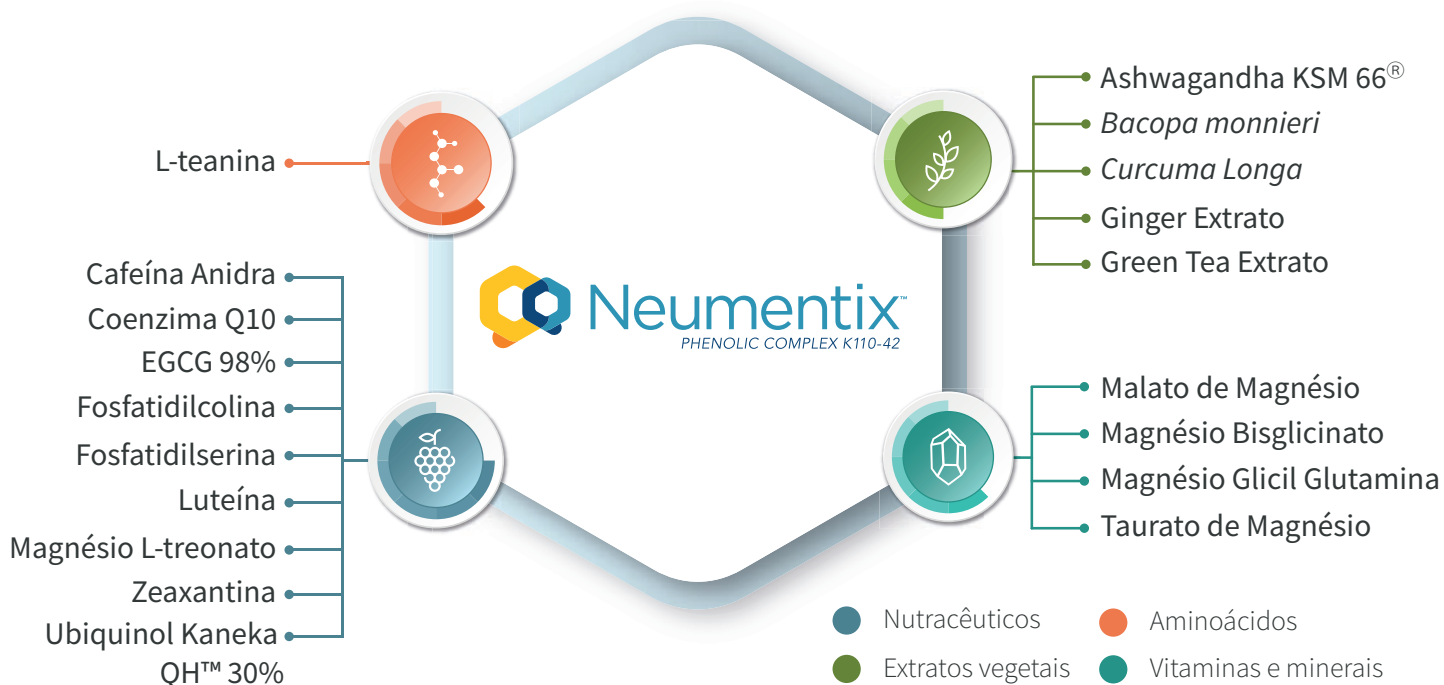 L-teanina
Cafeína Anidra
Coenzima Q10
EGCG 98%
Fosfatidilcolina
Fosfatidilserina
Luteína
Magnésio L-treonato
Zeaxantina
Ubiquinol Kaneka
QH™ 30%
Neumentix™
PHENOLIC COMPLEX K110-42
Ashwagandha KSM 66®
Bacopa monnieri
Curcuma Longa
Ginger Extrato
Green Tea Extrato
Malato de Magnésio
Magnésio Bisglicinato
Magnésio Glicil Glutamina
Taurato de Magnésio
Nutracêuticos
Aminoácidos
Extratos vegetais
Vitaminas e minerais